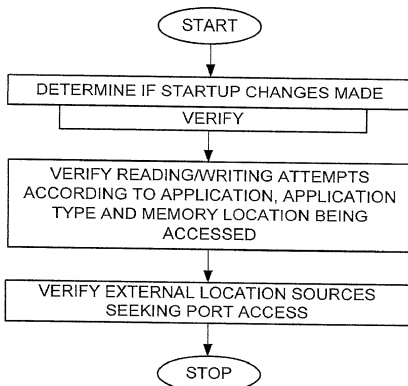 START
DETERMINE IF STARTUP CHANGES MADE
VERIFY
VERIFY READING/WRITING ATTEMPTS
ACCORDING TO APPLICATION, APPLICATION
TYPE AND MEMORY LOCATION BEING
ACCESSED
VERIFY EXTERNAL LOCATION SOURCES
SEEKING PORT ACCESS
STOP